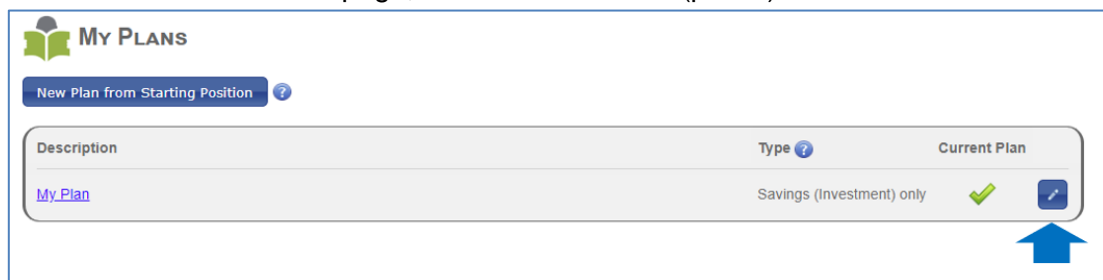 MY PLANS
New Plan from Starting Position ?
Description Type ? Current Plan
My Plan Savings (Investment) only